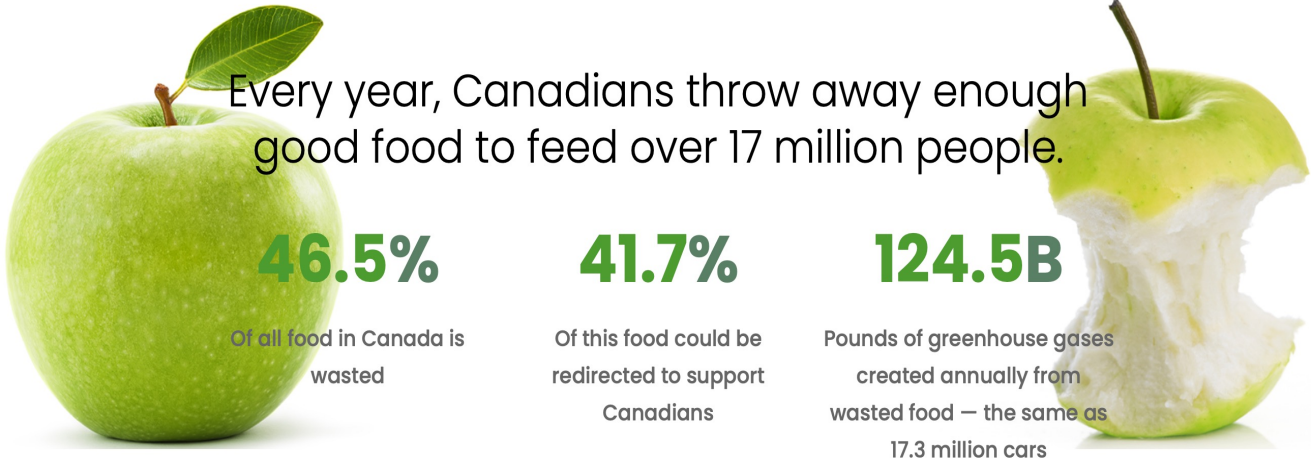 Every year, Canadians throw away enough
good food to feed over 17 million people.
46.5%
Of all food in Canada is
wasted
41.7%
Of this food could be
redirected to support
Canadians
124.5B
Pounds of greenhouse gases
created annually from
wasted food — the same as
17.3 million cars